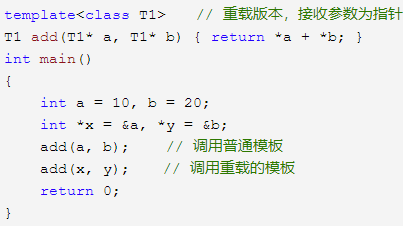 template<class T1>    // 重载版本，接收参数为指针
T1 add(T1* a, T1* b) { return *a + *b; }
int main()
{
    int a = 10, b = 20;
    int *x = &a, *y = &b;
    add(a, b);    // 调用普通模板
    add(x, y);    // 调用重载的模板
    return 0;
}